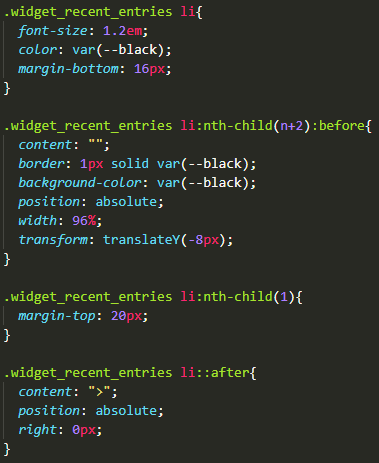 .widget_recent_entries li{
  font-size: 1.2em;
  color: var(--black);
  margin-bottom: 16px;
}

.widget_recent_entries li:nth-child(n+2):before{
  content: "";
  border: 1px solid var(--black);
  background-color: var(--black);
  position: absolute;
  width: 96%;
  transform: translateY(-8px);
}

.widget_recent_entries li:nth-child(1){
  margin-top: 20px;
}

.widget_recent_entries li::after{
  content: ">";
  position: absolute;
  right: 0px;
}